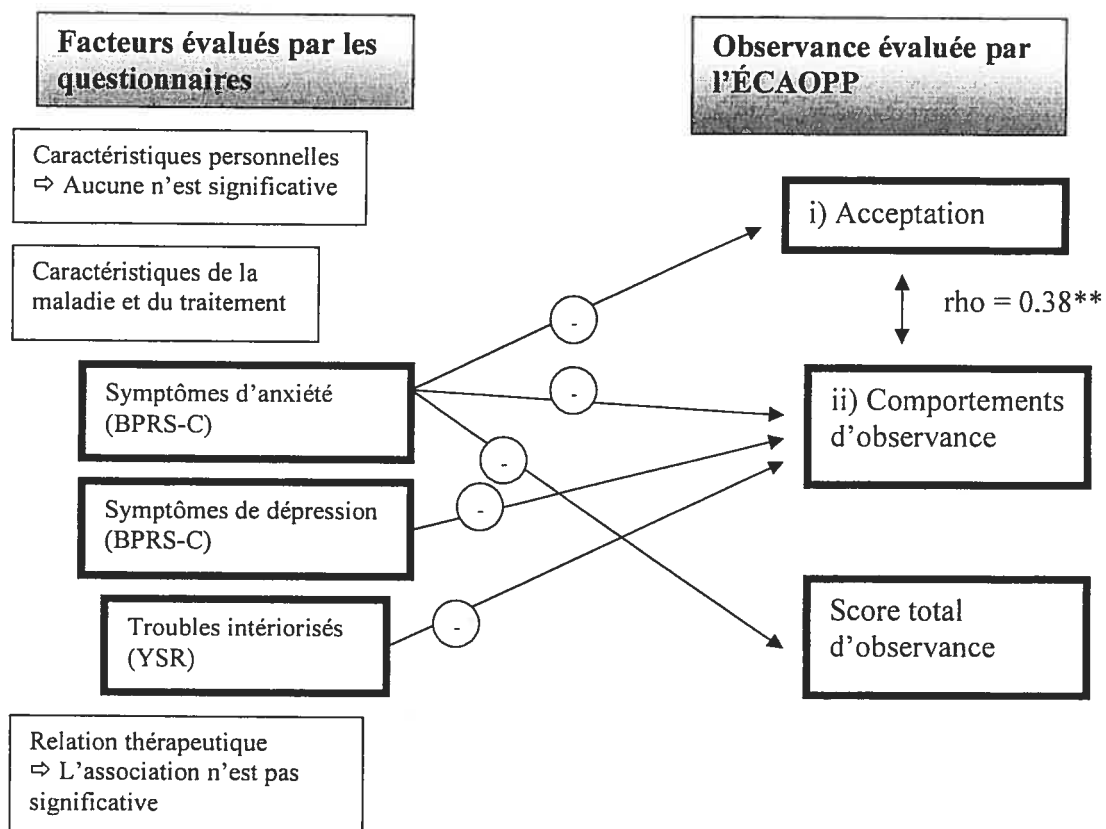 Facteurs évalués par les
questionnaires
Observance évaluée par
l'ÉCAOPP
Caractéristiques personnelles
⇨ Aucune n'est significative
i) Acceptation
Caractéristiques de la
maladie et du traitement
rho = 0.38**
-
Symptômes d'anxiété
(BPRS-C)
-
ii) Comportements
d'observance
-
Symptômes de dépression
(BPRS-C)
-
Troubles intériorisés
(YSR)
-
Score total
d'observance
Relation thérapeutique
⇨ L'association n'est pas
significative